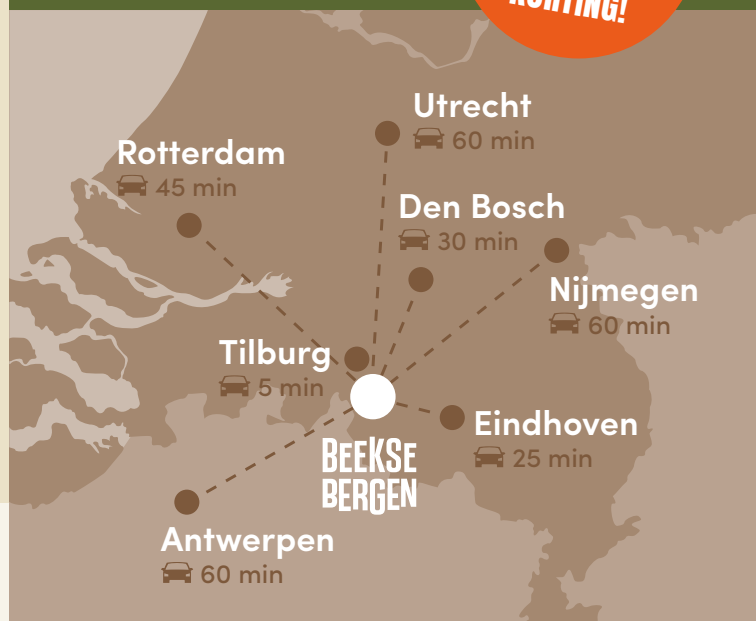 KORTING!
Utrecht
60 min
Rotterdam
45 min
Den Bosch
30 min
Nijmegen
60 min
Tilburg
5 min
Eindhoven
25 min
BEEKSE
BERGEN
Antwerpen
60 min